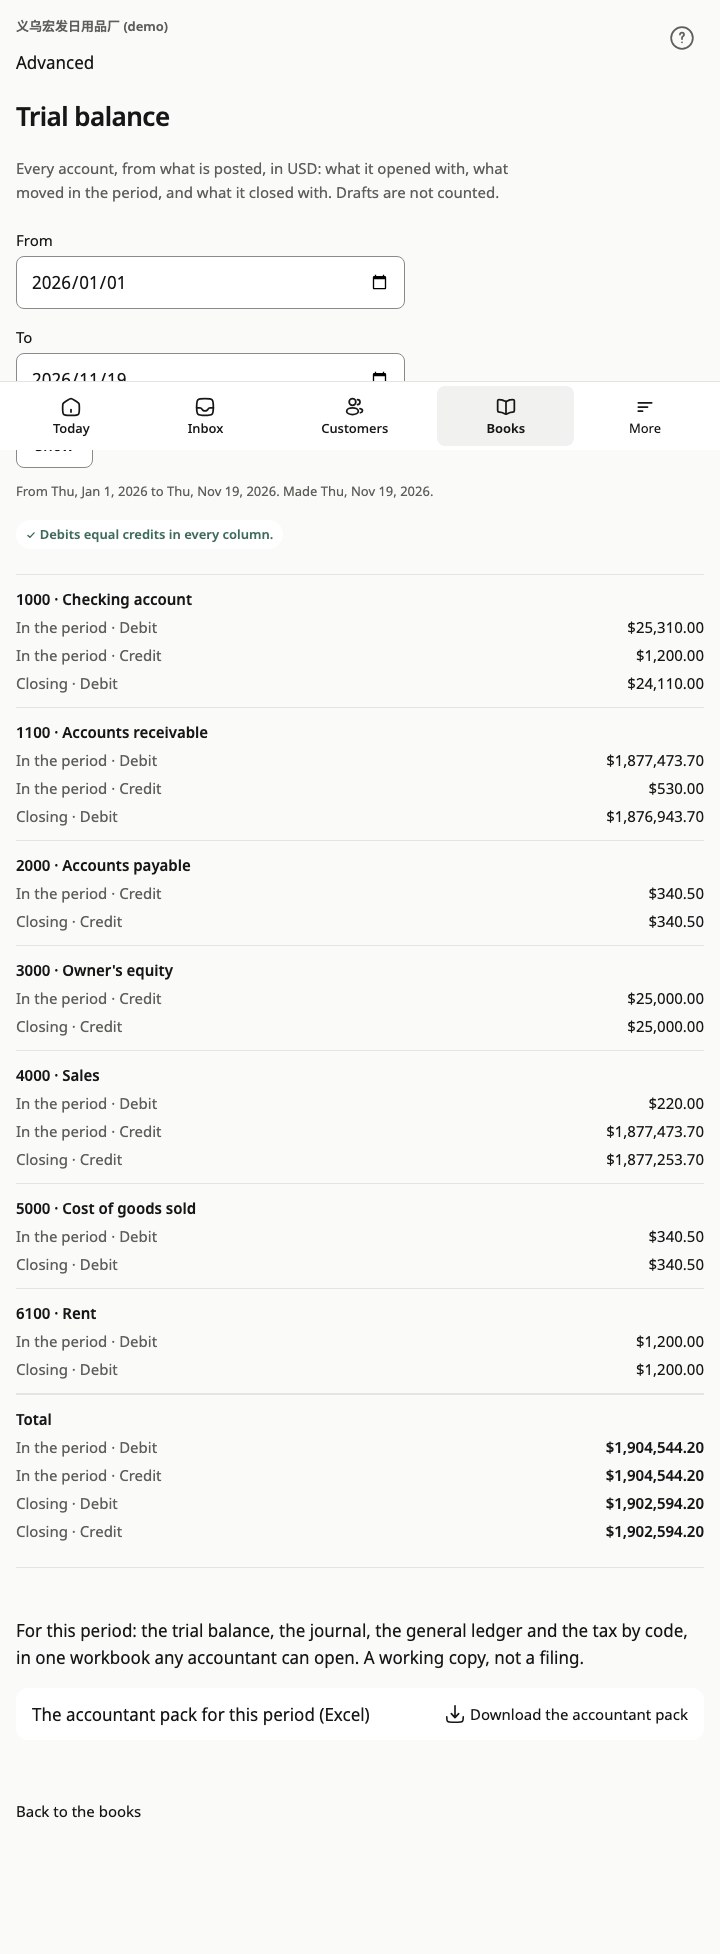 义乌宏发日用品厂 (demo)
Advanced
Trial balance
Every account, from what is posted, in USD: what it opened with, what
moved in the period, and what it closed with. Drafts are not counted.
From
2026/01/01
To
2026/11/19
Today
Inbox
Customers
Books
More
From Thu, Jan 1, 2026 to Thu, Nov 19, 2026. Made Thu, Nov 19, 2026.
✓ Debits equal credits in every column.
1000 · Checking account
In the period · Debit $25,310.00
In the period · Credit $1,200.00
Closing · Debit $24,110.00
1100 · Accounts receivable
In the period · Debit $1,877,473.70
In the period · Credit $530.00
Closing · Debit $1,876,943.70
2000 · Accounts payable
In the period · Credit $340.50
Closing · Credit $340.50
3000 · Owner's equity
In the period · Credit $25,000.00
Closing · Credit $25,000.00
4000 · Sales
In the period · Debit $220.00
In the period · Credit $1,877,473.70
Closing · Credit $1,877,253.70
5000 · Cost of goods sold
In the period · Debit $340.50
Closing · Debit $340.50
6100 · Rent
In the period · Debit $1,200.00
Closing · Debit $1,200.00
Total
In the period · Debit $1,904,544.20
In the period · Credit $1,904,544.20
Closing · Debit $1,902,594.20
Closing · Credit $1,902,594.20
For this period: the trial balance, the journal, the general ledger and the tax by code,
in one workbook any accountant can open. A working copy, not a filing.
The accountant pack for this period (Excel) Download the accountant pack
Back to the books